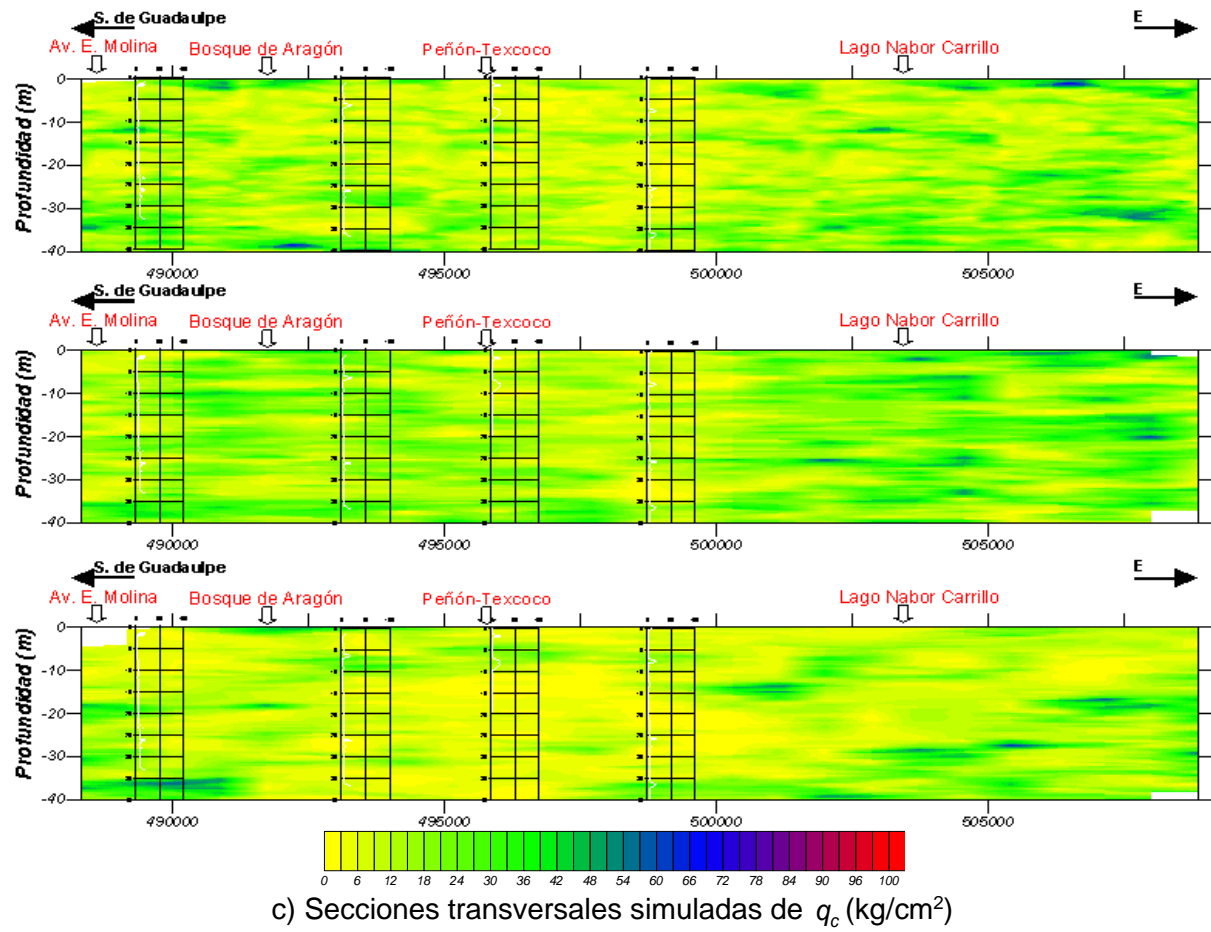 S. de Guadaulpe E
Av. E. Molina Bosque de Aragón Peñón-Texcoco Lago Nabor Carrillo
Profundidad (m)
0
-10
-20
-30
-40
490000 495000 500000 505000
S. de Guadaulpe E
Av. E. Molina Bosque de Aragón Peñón-Texcoco Lago Nabor Carrillo
Profundidad (m)
0
-10
-20
-30
-40
490000 495000 500000 505000
S. de Guadaulpe E
Av. E. Molina Bosque de Aragón Peñón-Texcoco Lago Nabor Carrillo
Profundidad (m)
0
-10
-20
-30
-40
490000 495000 500000 505000
0 6 12 18 24 30 36 42 48 54 60 66 72 78 84 90 96 100
c) Secciones transversales simuladas de q_c (kg/cm²)